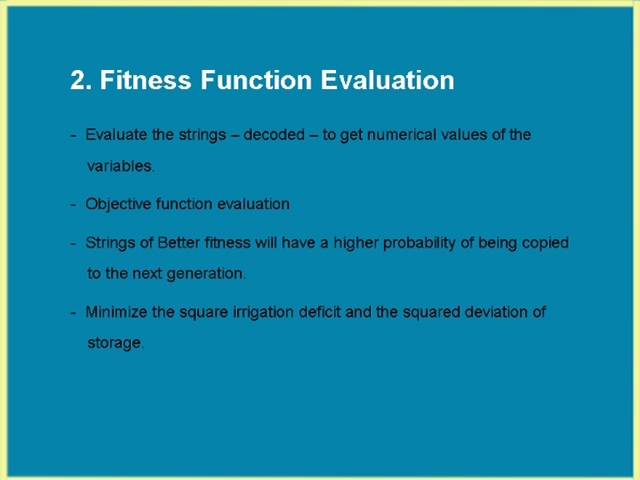 2. Fitness Function Evaluation
- Evaluate the strings – decoded – to get numerical values of the
variables.
- Objective function evaluation
- Strings of Better fitness will have a higher probability of being copied
to the next generation.
- Minimize the square irrigation deficit and the squared deviation of
storage.